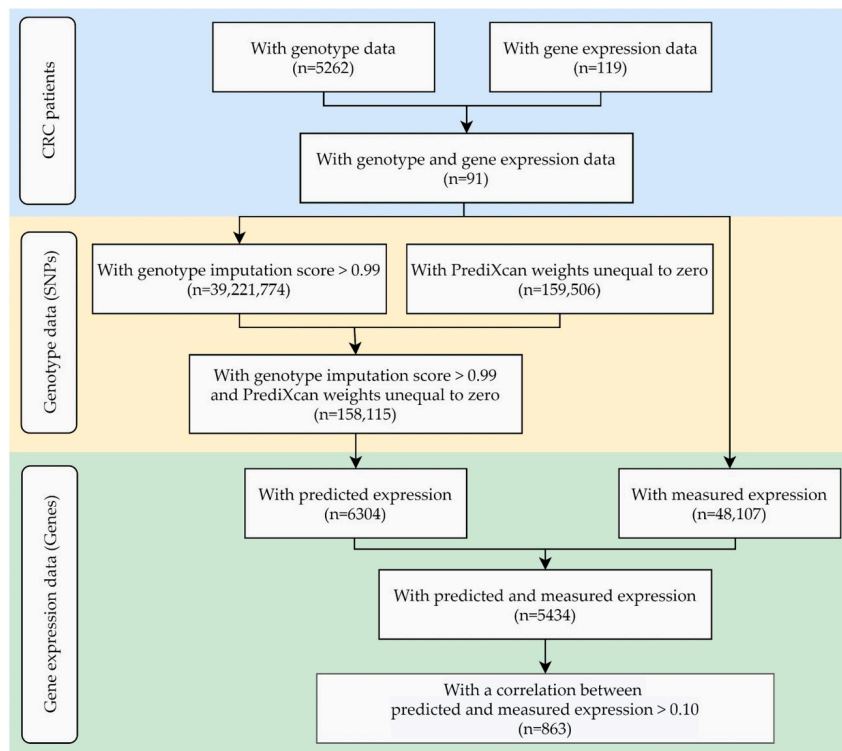 CRC patients
With genotype data
(n=5262)
With gene expression data
(n=119)
With genotype and gene expression data
(n=91)
Genotype data (SNPs)
With genotype imputation score > 0.99
(n=39,221,774)
With PrediXcan weights unequal to zero
(n=159,506)
With genotype imputation score > 0.99
and PrediXcan weights unequal to zero
(n=158,115)
Gene expression data (Genes)
With predicted expression
(n=6304)
With measured expression
(n=48,107)
With predicted and measured expression
(n=5434)
With a correlation between
predicted and measured expression > 0.10
(n=863)